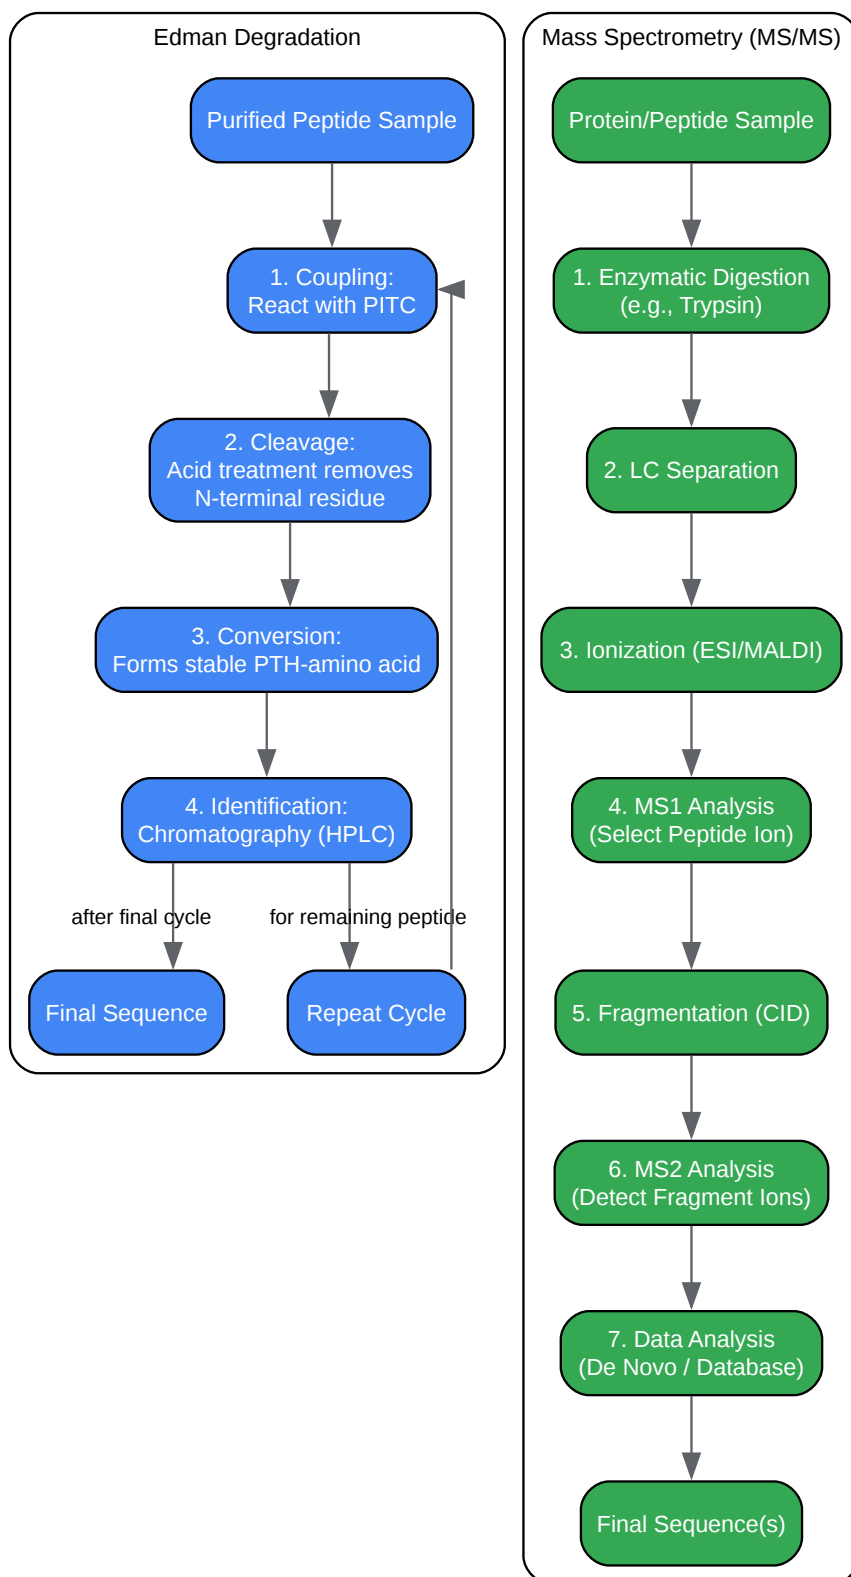 Edman Degradation
Purified Peptide Sample
1. Coupling:
React with PITC
2. Cleavage:
Acid treatment removes
N-terminal residue
3. Conversion:
Forms stable PTH-amino acid
4. Identification:
Chromatography (HPLC)
after final cycle
for remaining peptide
Final Sequence
Repeat Cycle
Mass Spectrometry (MS/MS)
Protein/Peptide Sample
1. Enzymatic Digestion
(e.g., Trypsin)
2. LC Separation
3. Ionization (ESI/MALDI)
4. MS1 Analysis
(Select Peptide Ion)
5. Fragmentation (CID)
6. MS2 Analysis
(Detect Fragment Ions)
7. Data Analysis
(De Novo / Database)
Final Sequence(s)